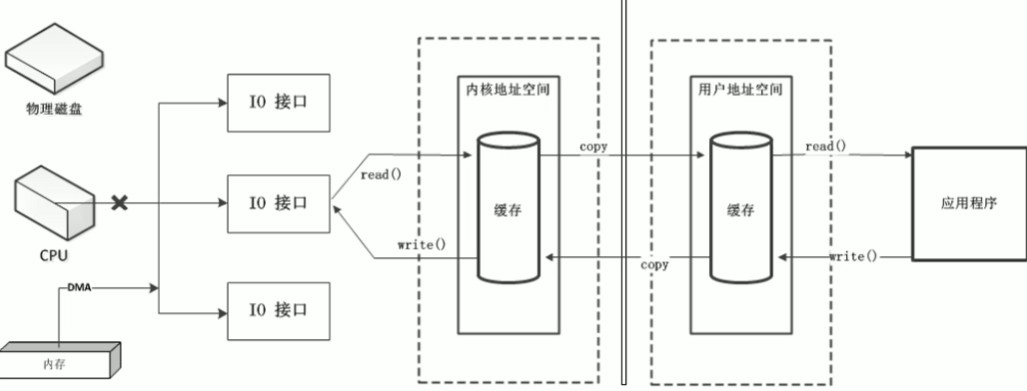 物理磁盘
CPU
DMA
内存
IO 接口
IO 接口
IO 接口
read()
write()
内核地址空间
缓存
copy
copy
用户地址空间
缓存
read()
write()
应用程序